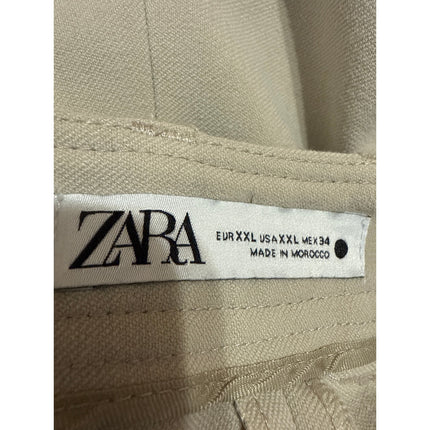 ZARA
EUR XXL USA XXL MEX 34
MADE IN MOROCCO